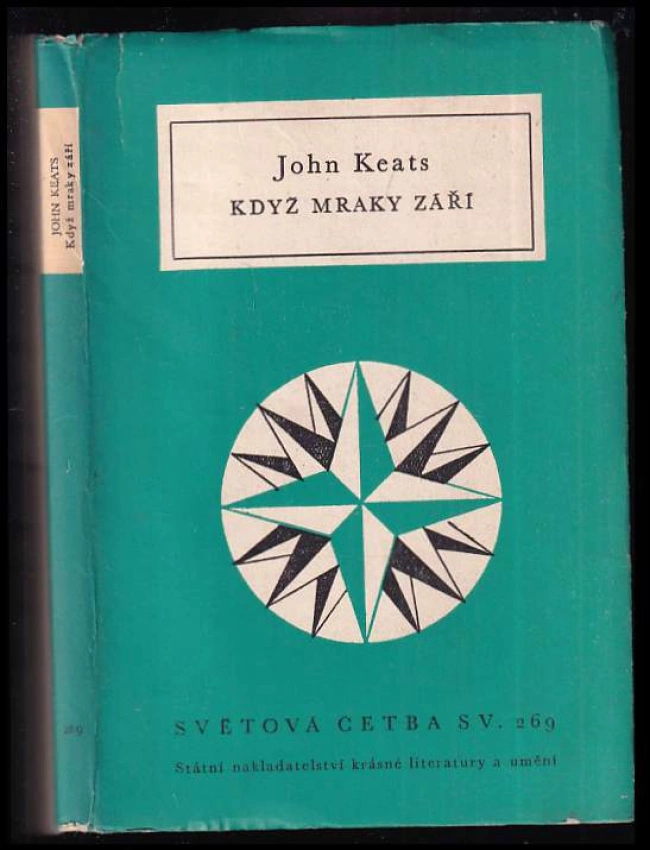 JOHN KEATS
Když mraky září
269
John Keats
KDYŽ MRAKY ZÁŘÍ
SVĚTOVÁ ČETBA SV. 269
Státní nakladatelství krásné literatury a umění